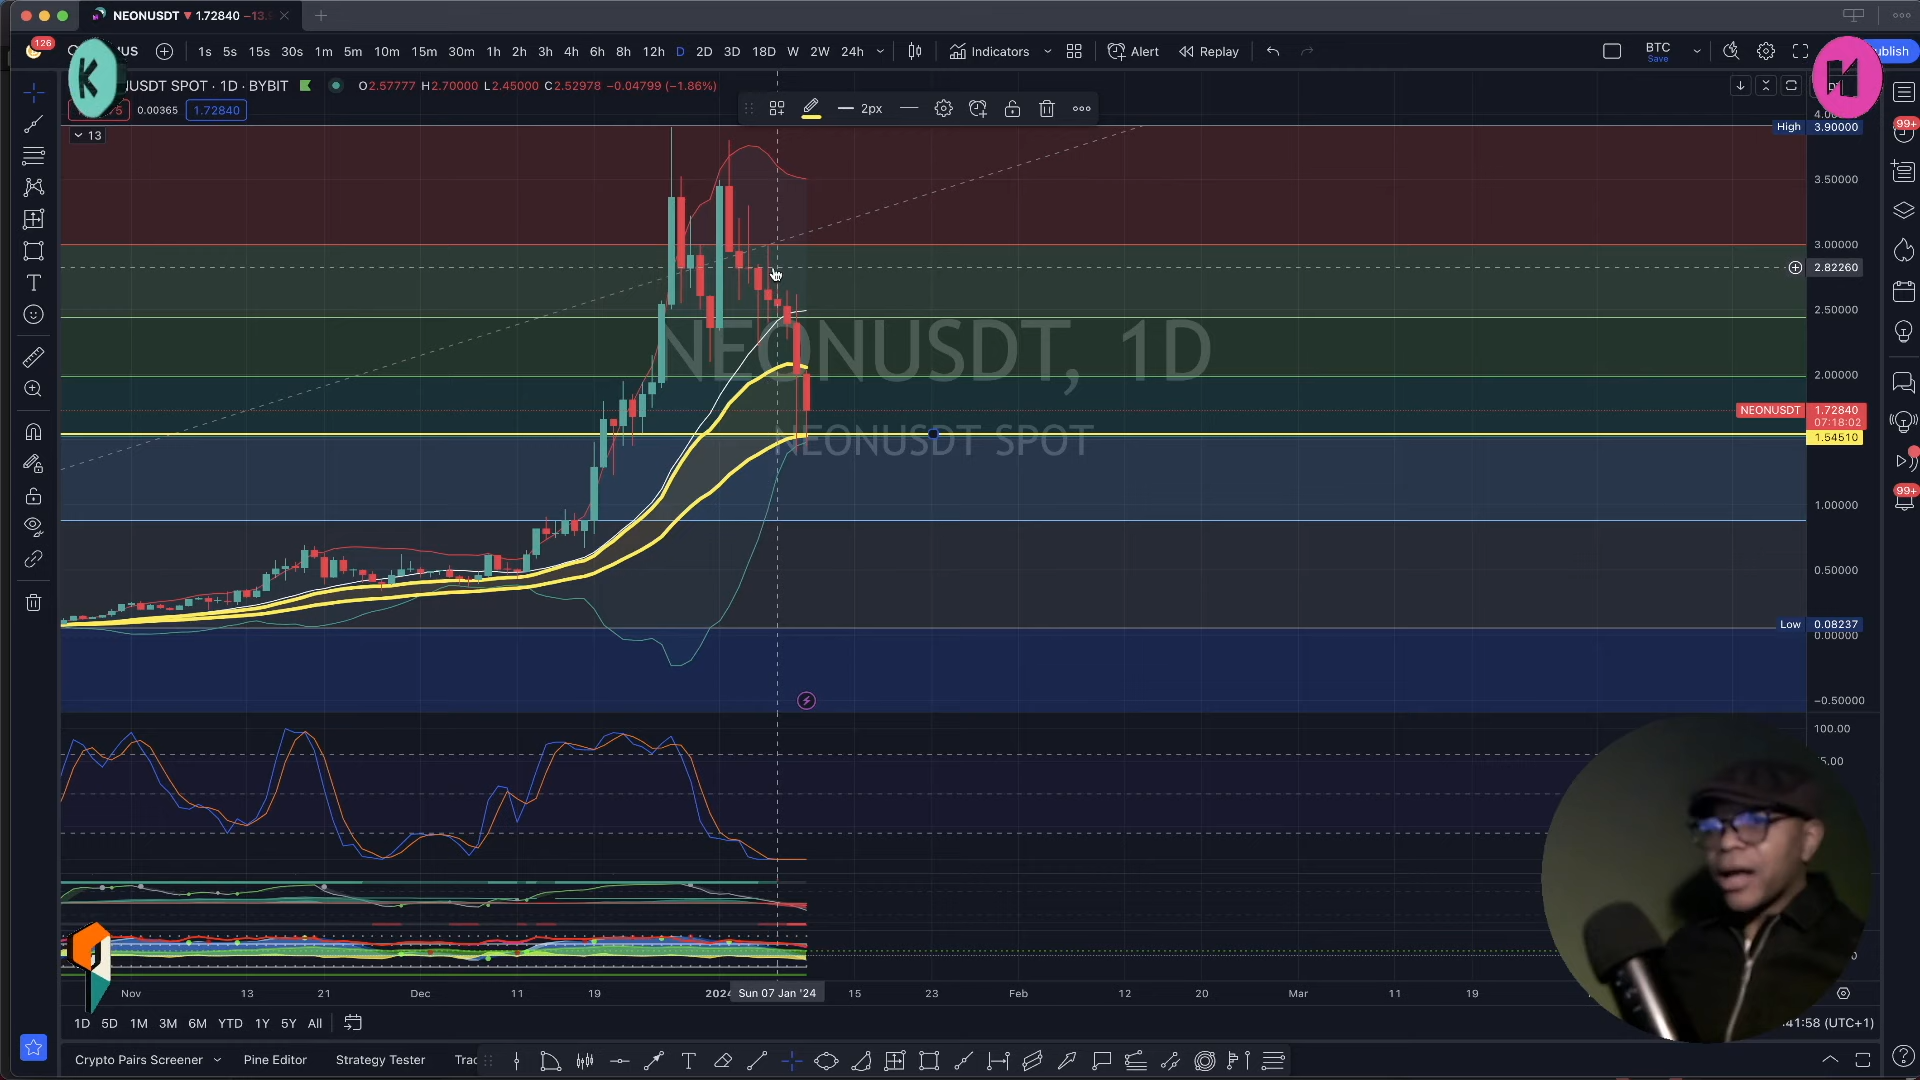 NEONUSDT ▼ 1.72840 −13.
126
US
1s 5s 15s 30s 1m 5m 10m 15m 30m 1h 2h 3h 4h 6h 8h 12h D 2D 3D 18D W 2W 24h
Indicators
Alert
Replay
BTC
Save
blish
USDT SPOT · 1D · BYBIT
O2.57777 H2.70000 L2.45000 C2.52978 −0.04799 (−1.86%)
0.00365
1.72840
2px
13
High 3.90000
3.50000
3.00000
2.82260
2.50000
2.00000
NEONUSDT, 1D
NEONUSDT 1.72840
07:18:02
1.54510
NEONUSDT SPOT
1.00000
0.50000
Low 0.08237
0.00000
−0.50000
100.00
99+
99+
Nov 13 21 Dec 11 19 2024 Sun 07 Jan '24 15 23 Feb 12 20 Mar 11 19
1D 5D 1M 3M 6M YTD 1Y 5Y All
:41:58 (UTC+1)
Crypto Pairs Screener
Pine Editor
Strategy Tester
Trac